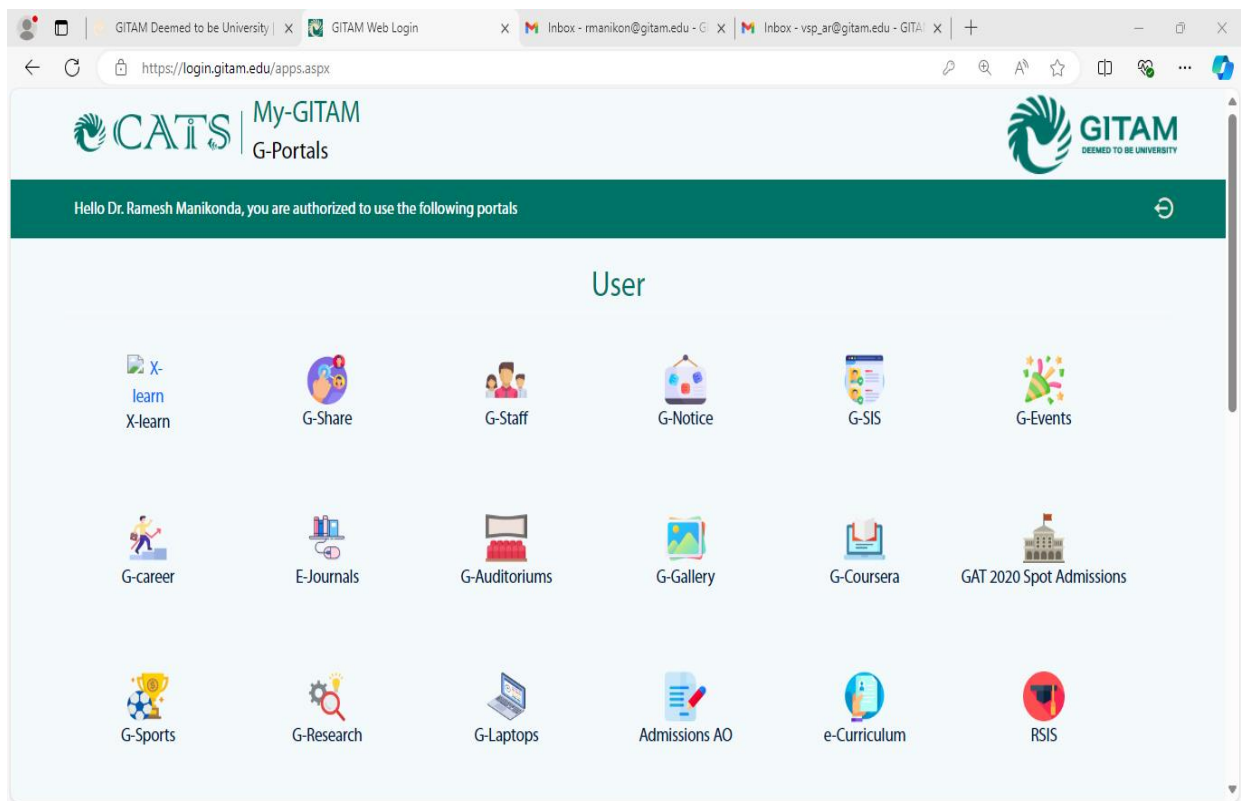 GITAM Deemed to be University |
GITAM Web Login
Inbox - rmanikon@gitam.edu - G
Inbox - vsp_ar@gitam.edu - GITA
https://login.gitam.edu/apps.aspx
CATS
My-GITAM
G-Portals
GITAM
DEEMED TO BE UNIVERSITY
Hello Dr. Ramesh Manikonda, you are authorized to use the following portals
User
X-
learn
X-learn
G-Share
G-Staff
G-Notice
G-SIS
G-Events
G-career
E-Journals
G-Auditoriums
G-Gallery
G-Coursera
GAT 2020 Spot Admissions
G-Sports
G-Research
G-Laptops
Admissions AO
e-Curriculum
RSIS